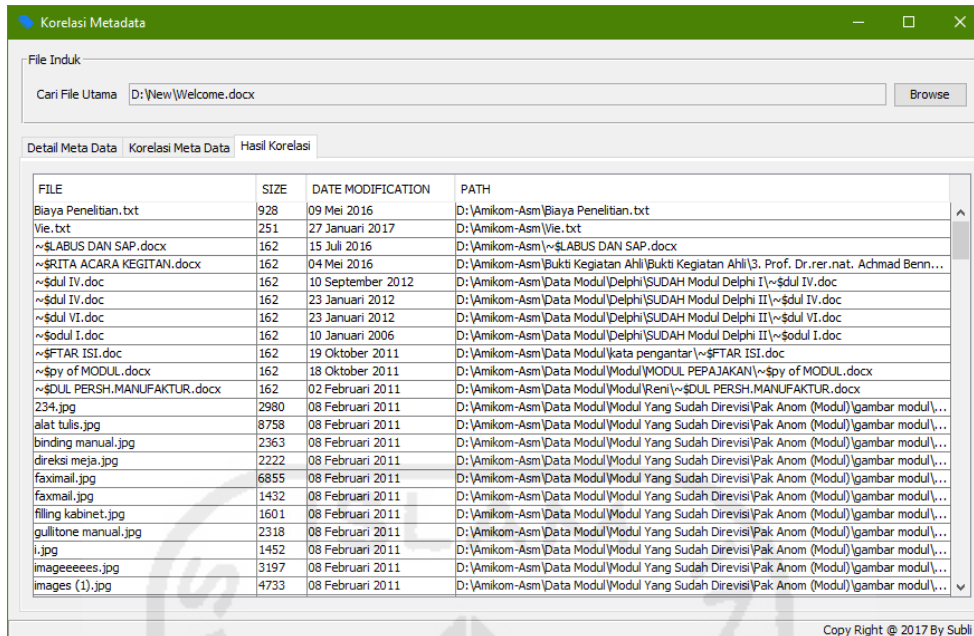 Korelasi Metadata
File Induk
Cari File Utama D:\New\Welcome.docx Browse
Detail Meta Data Korelasi Meta Data Hasil Korelasi
FILE SIZE DATE MODIFICATION PATH
Biaya Penelitian.txt 928 09 Mei 2016 D:\Amikom-Asm\Biaya Penelitian.txt
Vie.txt 251 27 Januari 2017 D:\Amikom-Asm\Vie.txt
~$LABUS DAN SAP.docx 162 15 Juli 2016 D:\Amikom-Asm\~$LABUS DAN SAP.docx
~$RITA ACARA KEGITAN.docx 162 04 Mei 2016 D:\Amikom-Asm\Bukti Kegiatan Ahli\Bukti Kegiatan Ahli\3. Prof. Dr.rer.nat. Achmad Benn...
~$dul IV.doc 162 10 September 2012 D:\Amikom-Asm\Data Modul\Delphi\SUDAH Modul Delphi I\~$dul IV.doc
~$dul IV.doc 162 23 Januari 2012 D:\Amikom-Asm\Data Modul\Delphi\SUDAH Modul Delphi II\~$dul IV.doc
~$dul VI.doc 162 23 Januari 2012 D:\Amikom-Asm\Data Modul\Delphi\SUDAH Modul Delphi II\~$dul VI.doc
~$odul I.doc 162 10 Januari 2006 D:\Amikom-Asm\Data Modul\Delphi\SUDAH Modul Delphi II\~$odul I.doc
~$FTAR ISI.doc 162 19 Oktober 2011 D:\Amikom-Asm\Data Modul\kata pengantar\~$FTAR ISI.doc
~$py of MODUL.docx 162 18 Oktober 2011 D:\Amikom-Asm\Data Modul\Modul\MODUL PEPAJAKAN\~$py of MODUL.docx
~$DUL PERSH.MANUFAKTUR.docx 162 02 Februari 2011 D:\Amikom-Asm\Data Modul\Modul\Reni\~$DUL PERSH.MANUFAKTUR.docx
234.jpg 2980 08 Februari 2011 D:\Amikom-Asm\Data Modul\Modul Yang Sudah Direvisi\Pak Anom (Modul)\gambar modul\...
alat tulis.jpg 8758 08 Februari 2011 D:\Amikom-Asm\Data Modul\Modul Yang Sudah Direvisi\Pak Anom (Modul)\gambar modul\...
binding manual.jpg 2363 08 Februari 2011 D:\Amikom-Asm\Data Modul\Modul Yang Sudah Direvisi\Pak Anom (Modul)\gambar modul\...
direksi meja.jpg 2222 08 Februari 2011 D:\Amikom-Asm\Data Modul\Modul Yang Sudah Direvisi\Pak Anom (Modul)\gambar modul\...
faximail.jpg 6855 08 Februari 2011 D:\Amikom-Asm\Data Modul\Modul Yang Sudah Direvisi\Pak Anom (Modul)\gambar modul\...
faxmail.jpg 1432 08 Februari 2011 D:\Amikom-Asm\Data Modul\Modul Yang Sudah Direvisi\Pak Anom (Modul)\gambar modul\...
filling kabinet.jpg 1601 08 Februari 2011 D:\Amikom-Asm\Data Modul\Modul Yang Sudah Direvisi\Pak Anom (Modul)\gambar modul\...
gullitone manual.jpg 2318 08 Februari 2011 D:\Amikom-Asm\Data Modul\Modul Yang Sudah Direvisi\Pak Anom (Modul)\gambar modul\...
i.jpg 1452 08 Februari 2011 D:\Amikom-Asm\Data Modul\Modul Yang Sudah Direvisi\Pak Anom (Modul)\gambar modul\...
imageeeees.jpg 3197 08 Februari 2011 D:\Amikom-Asm\Data Modul\Modul Yang Sudah Direvisi\Pak Anom (Modul)\gambar modul\...
images (1).jpg 4733 08 Februari 2011 D:\Amikom-Asm\Data Modul\Modul Yang Sudah Direvisi\Pak Anom (Modul)\gambar modul\...
Copy Right @ 2017 By Subli